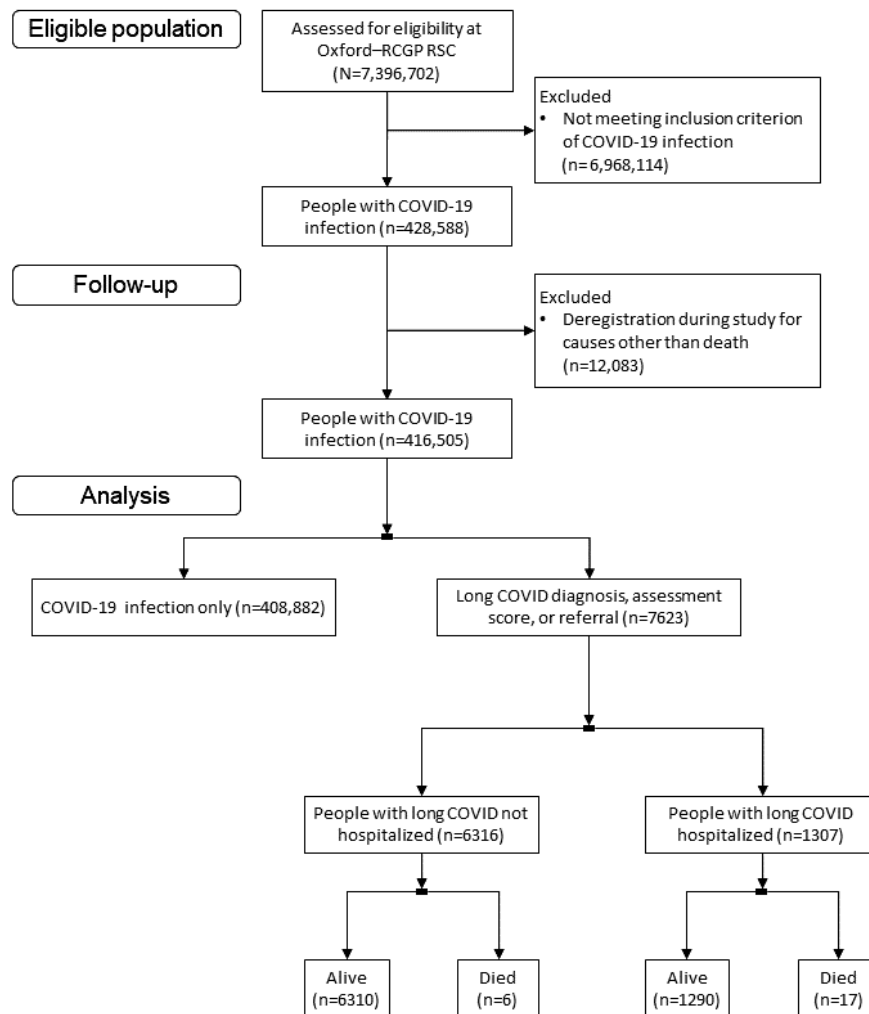 Eligible population
Assessed for eligibility at
Oxford–RCGP RSC
(N=7,396,702)
Excluded
• Not meeting inclusion criterion
of COVID-19 infection
(n=6,968,114)
People with COVID-19
infection (n=428,588)
Follow-up
Excluded
• Deregistration during study for
causes other than death
(n=12,083)
People with COVID-19
infection (n=416,505)
Analysis
COVID-19 infection only (n=408,882)
Long COVID diagnosis, assessment
score, or referral (n=7623)
People with long COVID not
hospitalized (n=6316)
People with long COVID
hospitalized (n=1307)
Alive
(n=6310)
Died
(n=6)
Alive
(n=1290)
Died
(n=17)